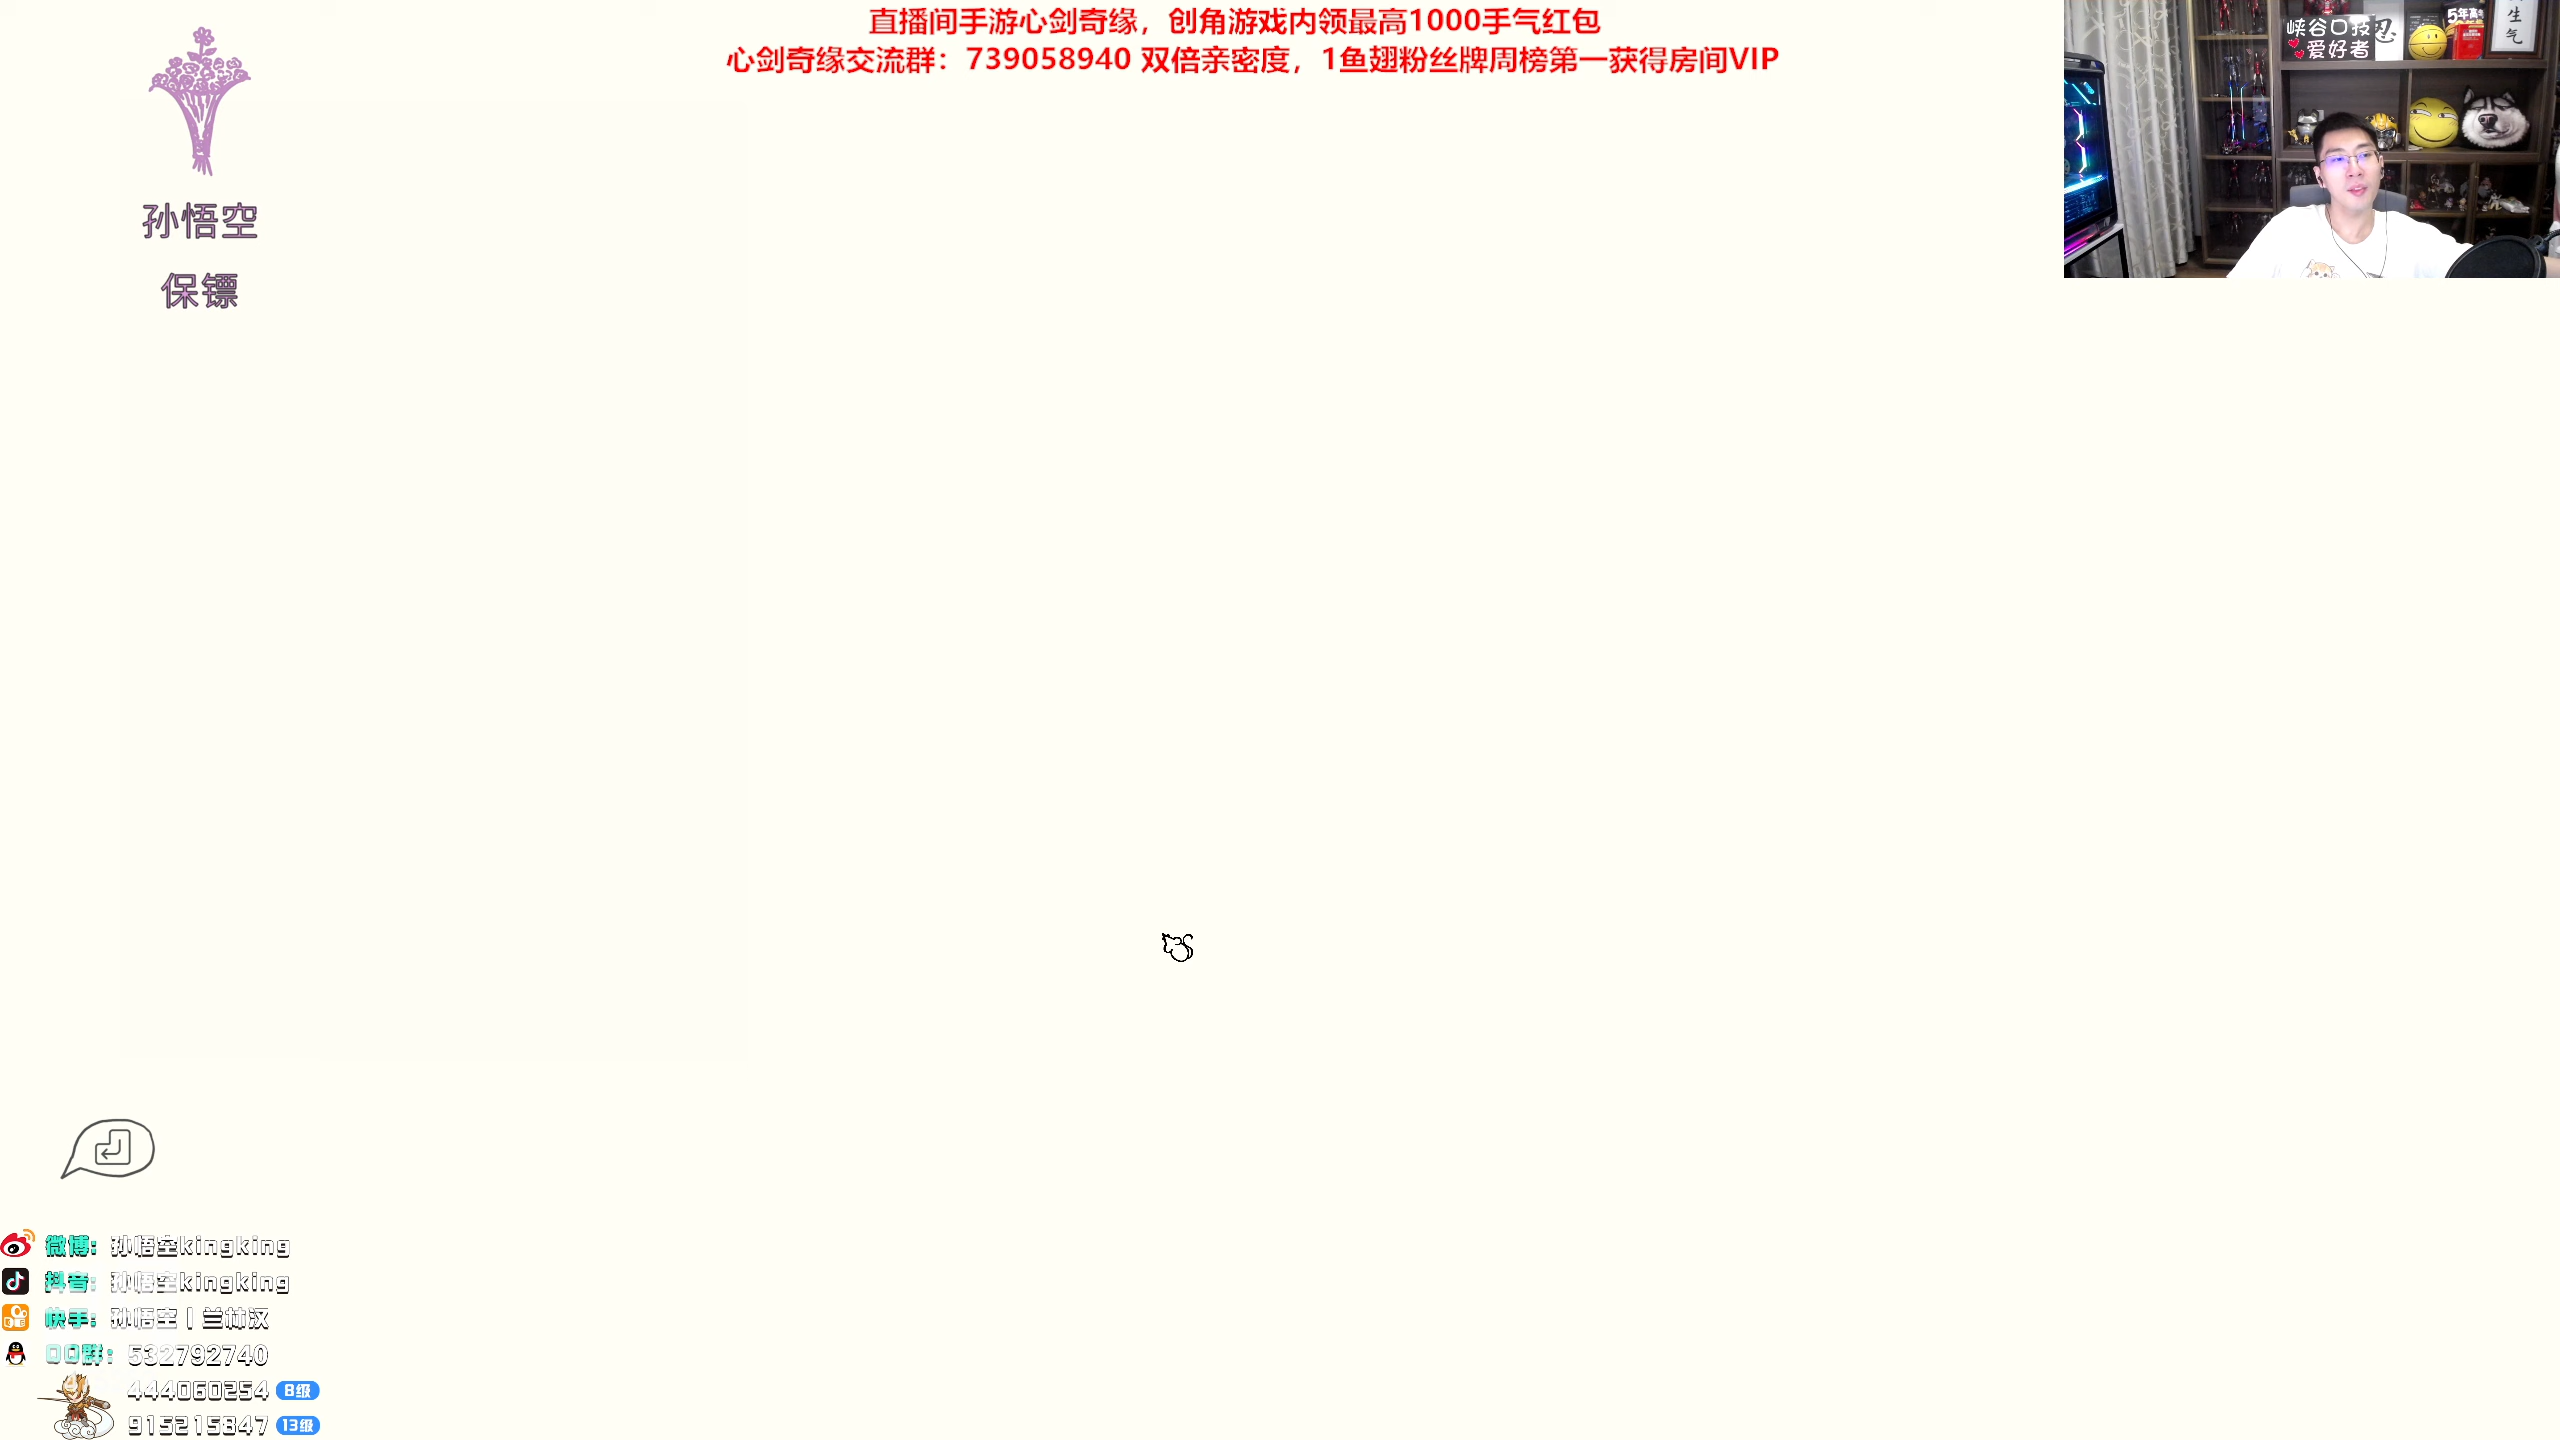 直播间手游心剑奇缘，创角游戏内领最高1000手气红包
心剑奇缘交流群：739058940 双倍亲密度，1鱼翅粉丝牌周榜第一获得房间VIP
孙悟空
保镖
峡谷口技
爱好者
忍
生
气
微博：孙悟空kingking
抖音：孙悟空kingking
快手：孙悟空丨兰林汉
QQ群：532792740
444060254 8级
915215847 13级